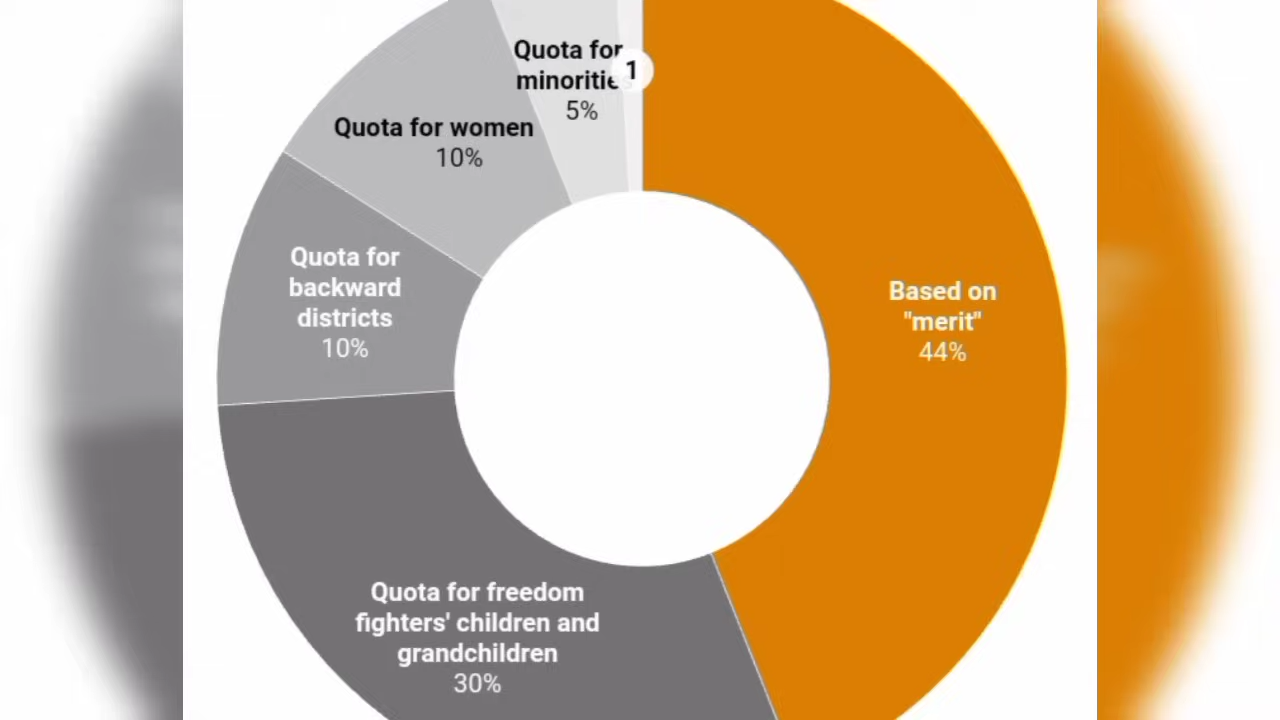 Quota for
minorities
5%
1
Quota for women
10%
Quota for
backward
districts
10%
Based on
"merit"
44%
Quota for freedom
fighters' children and
grandchildren
30%